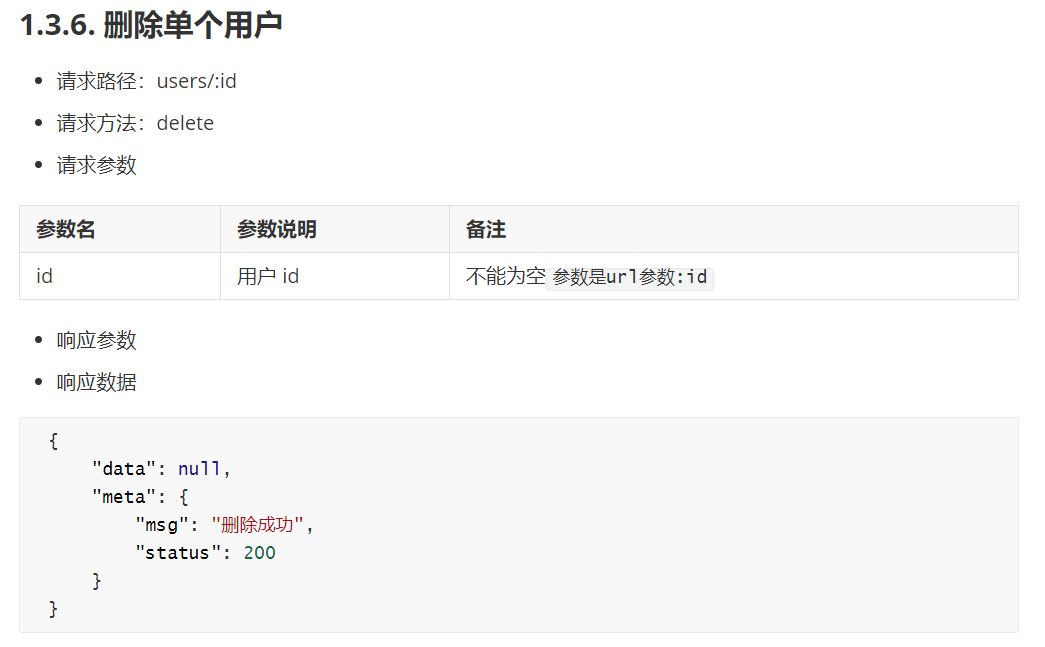 1.3.6. 删除单个用户
请求路径：users/:id
请求方法：delete
请求参数
参数名 参数说明 备注
id 用户 id 不能为空 参数是url参数:id
响应参数
响应数据
{
    "data": null,
    "meta": {
        "msg": "删除成功",
        "status": 200
    }
}